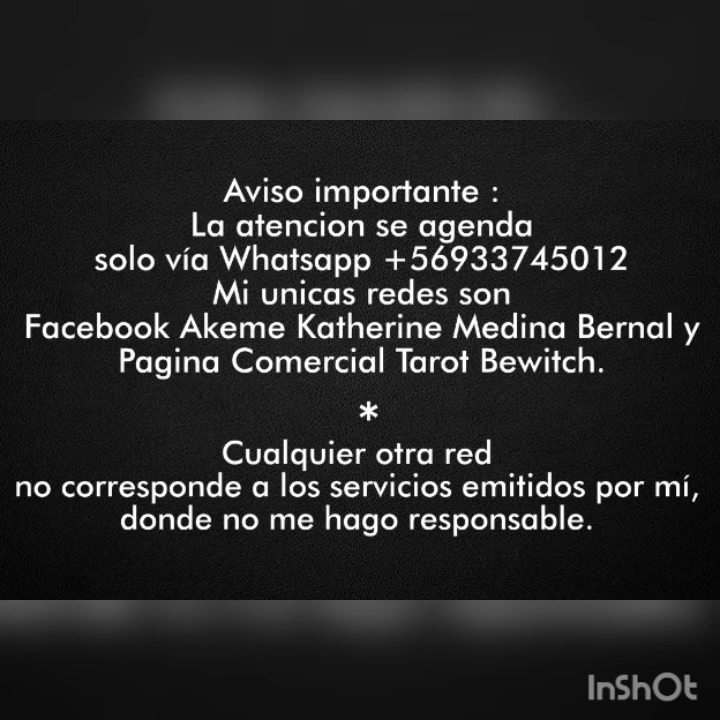 Aviso importante :
La atencion se agenda
solo vía Whatsapp +56933745012
Mi unicas redes son
Facebook Akeme Katherine Medina Bernal y
Pagina Comercial Tarot Bewitch.
*
Cualquier otra red
no corresponde a los servicios emitidos por mí,
donde no me hago responsable.
InShOt